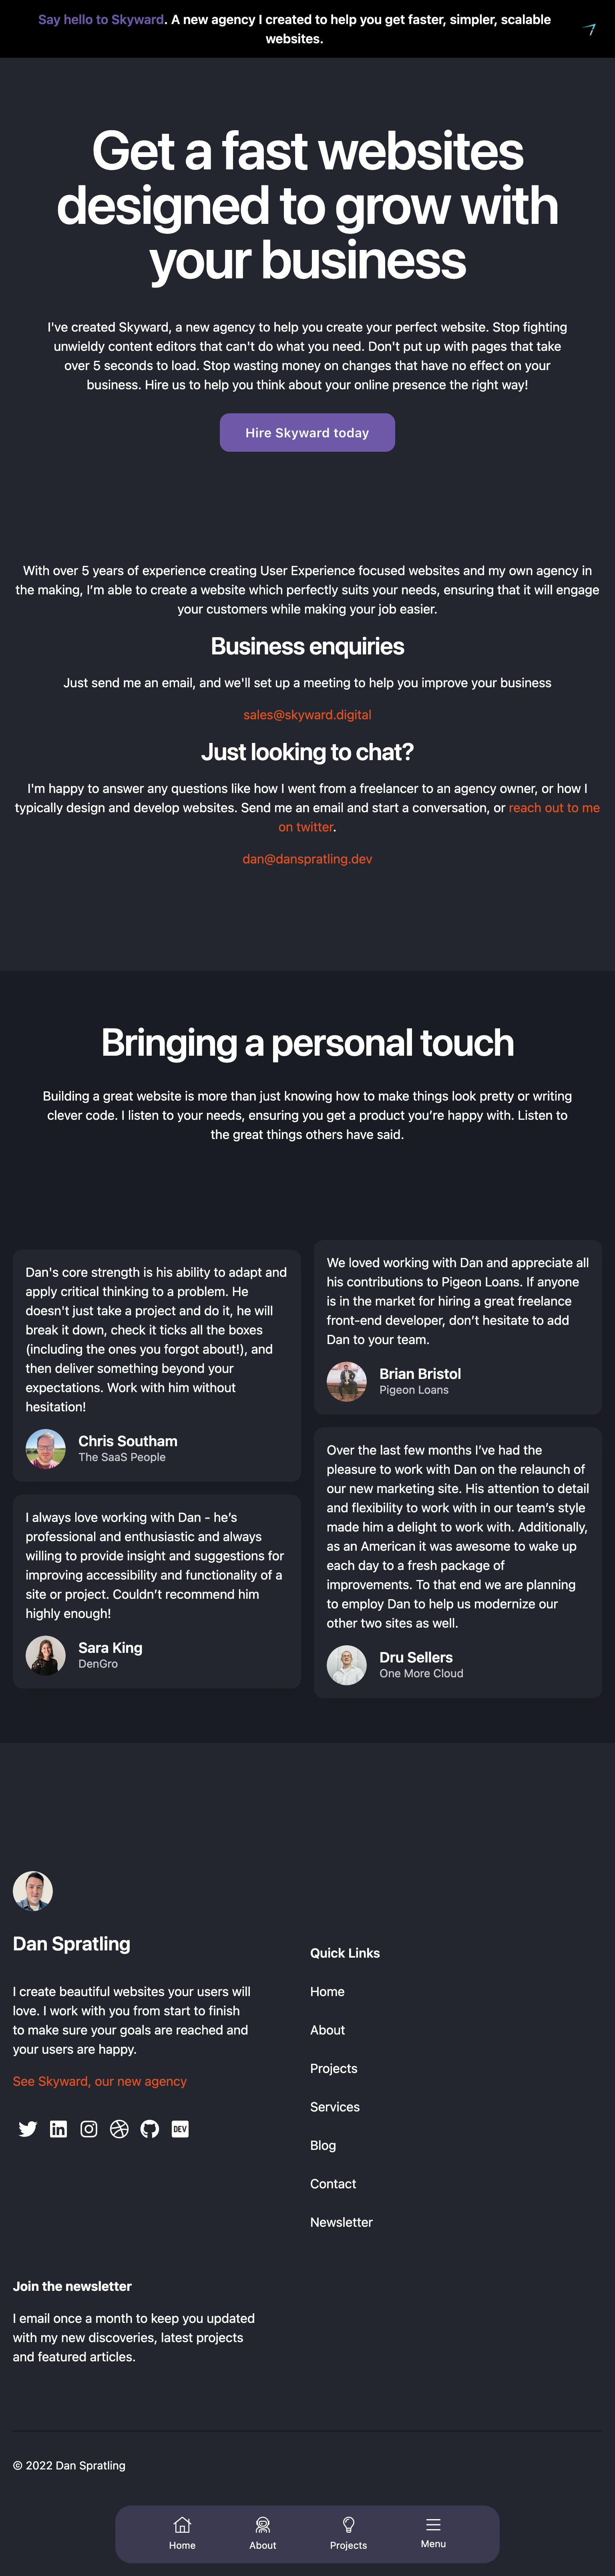 Say hello to Skyward. A new agency I created to help you get faster, simpler, scalable
websites.
Get a fast websites
designed to grow with
your business
I've created Skyward, a new agency to help you create your perfect website. Stop fighting
unwieldy content editors that can't do what you need. Don't put up with pages that take
over 5 seconds to load. Stop wasting money on changes that have no effect on your
business. Hire us to help you think about your online presence the right way!
Hire Skyward today
With over 5 years of experience creating User Experience focused websites and my own agency in
the making, I’m able to create a website which perfectly suits your needs, ensuring that it will engage
your customers while making your job easier.
Business enquiries
Just send me an email, and we'll set up a meeting to help you improve your business
sales@skyward.digital
Just looking to chat?
I'm happy to answer any questions like how I went from a freelancer to an agency owner, or how I
typically design and develop websites. Send me an email and start a conversation, or reach out to me
on twitter.
dan@danspratling.dev
Bringing a personal touch
Building a great website is more than just knowing how to make things look pretty or writing
clever code. I listen to your needs, ensuring you get a product you’re happy with. Listen to
the great things others have said.
Dan's core strength is his ability to adapt and
apply critical thinking to a problem. He
doesn't just take a project and do it, he will
break it down, check it ticks all the boxes
(including the ones you forgot about!), and
then deliver something beyond your
expectations. Work with him without
hesitation!
Chris Southam
The SaaS People
I always love working with Dan - he’s
professional and enthusiastic and always
willing to provide insight and suggestions for
improving accessibility and functionality of a
site or project. Couldn’t recommend him
highly enough!
Sara King
DenGro
We loved working with Dan and appreciate all
his contributions to Pigeon Loans. If anyone
is in the market for hiring a great freelance
front-end developer, don’t hesitate to add
Dan to your team.
Brian Bristol
Pigeon Loans
Over the last few months I’ve had the
pleasure to work with Dan on the relaunch of
our new marketing site. His attention to detail
and flexibility to work with in our team’s style
made him a delight to work with. Additionally,
as an American it was awesome to wake up
each day to a fresh package of
improvements. To that end we are planning
to employ Dan to help us modernize our
other two sites as well.
Dru Sellers
One More Cloud
Dan Spratling
I create beautiful websites your users will
love. I work with you from start to finish
to make sure your goals are reached and
your users are happy.
See Skyward, our new agency
DEV
Quick Links
Home
About
Projects
Services
Blog
Contact
Newsletter
Join the newsletter
I email once a month to keep you updated
with my new discoveries, latest projects
and featured articles.
© 2022 Dan Spratling
Home
About
Projects
Menu